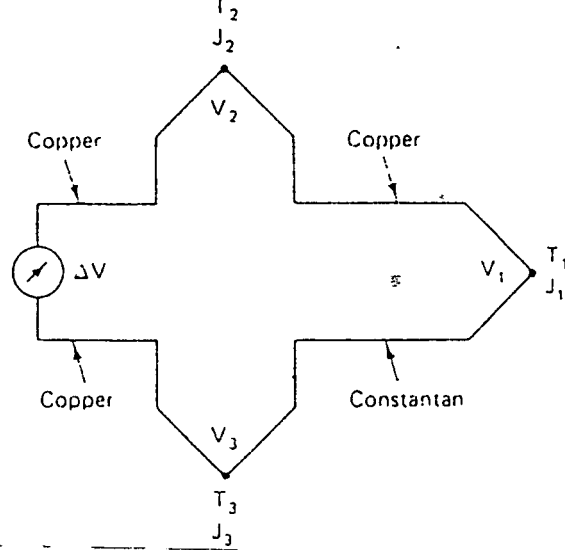 T₂
J₂
V₂
Copper
Copper
ΔV
V₁
T₁
J₁
Copper
Constantan
V₃
T₃
J₃